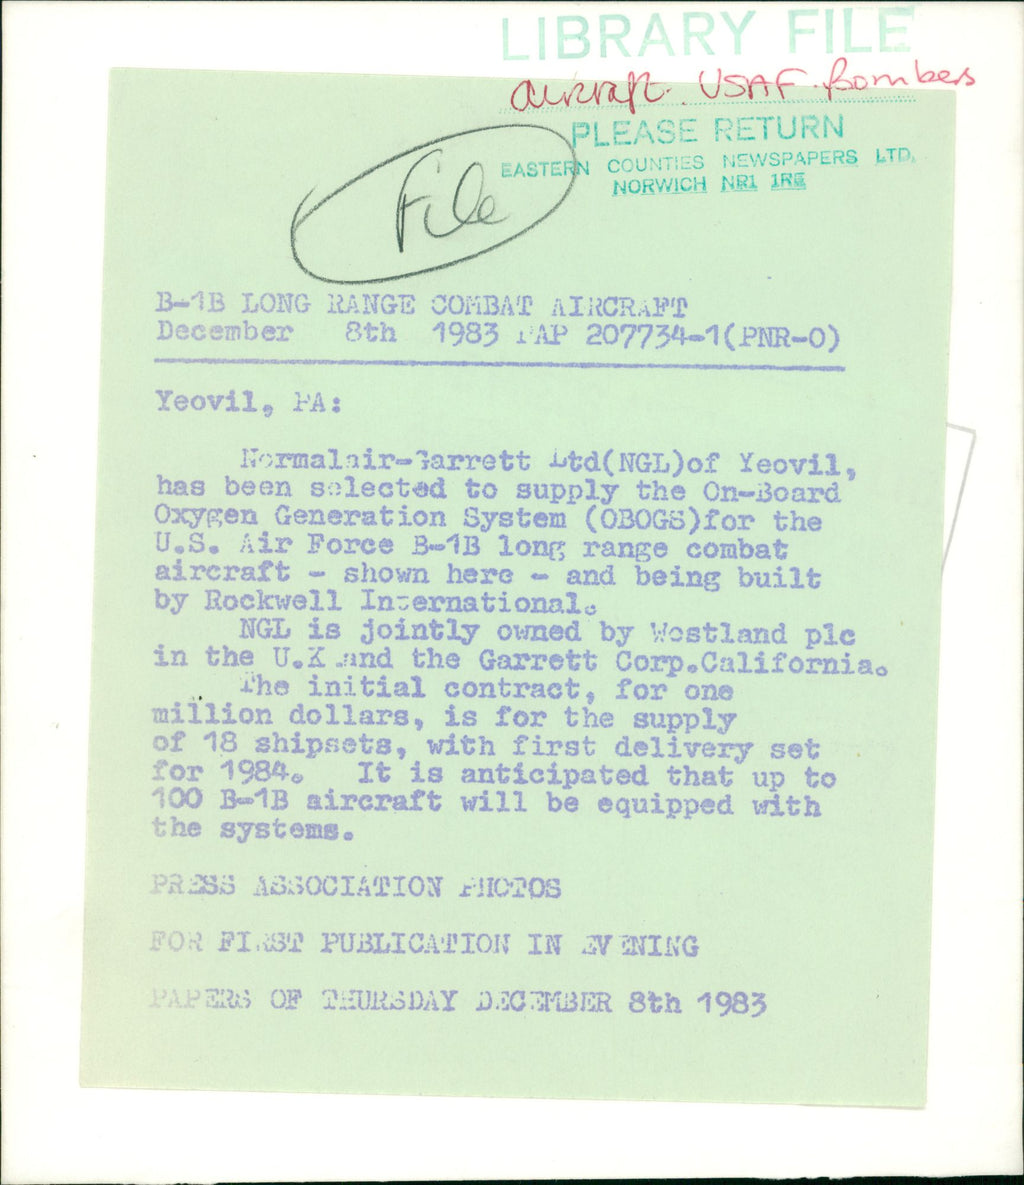 LIBRARY FILE
Aircraft. USAF. Bombers
PLEASE RETURN
EASTERN COUNTIES NEWSPAPERS LTD.
NORWICH NR1 1RE
File
B-1B LONG RANGE COMBAT AIRCRAFT
December 8th 1983 PAP 207734-1(PNR-0)
Yeovil, PA:
Normalair-Garrett Ltd(NGL)of Yeovil,
has been selected to supply the On-Board
Oxygen Generation System (OBOGS)for the
U.S. Air Force B-1B long range combat
aircraft - shown here - and being built
by Rockwell International.
NGL is jointly owned by Westland plc
in the U.K.and the Garrett Corp.California.
The initial contract, for one
million dollars, is for the supply
of 18 shipsets, with first delivery set
for 1984. It is anticipated that up to
100 B-1B aircraft will be equipped with
the systems.
PRESS ASSOCIATION PHOTOS
FOR FIRST PUBLICATION IN EVENING
PAPERS OF THURSDAY DECEMBER 8th 1983